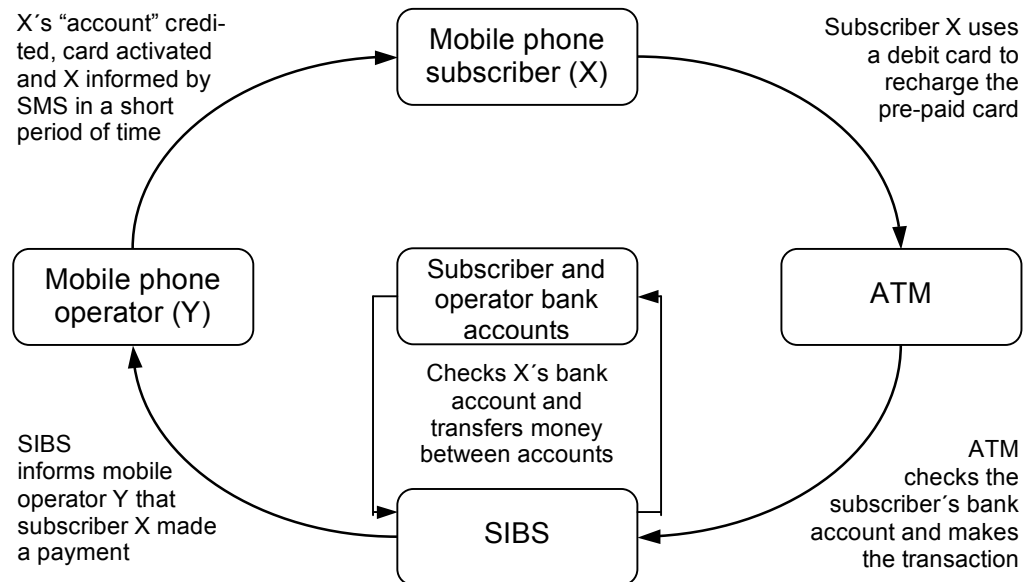 X´s “account” credi-
ted, card activated
and X informed by
SMS in a short
period of time
Mobile phone
subscriber (X)
Subscriber X uses
a debit card to
recharge the
pre-paid card
Mobile phone
operator (Y)
Subscriber and
operator bank
accounts
ATM
Checks X´s bank
account and
transfers money
between accounts
SIBS
informs mobile
operator Y that
subscriber X made
a payment
SIBS
ATM
checks the
subscriber´s bank
account and makes
the transaction